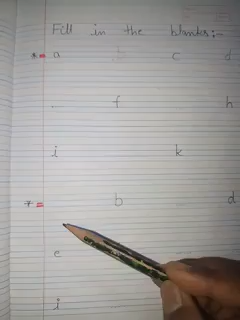 Fill in the blanks:-
* = a b c d
f h
i k
* = b d
e
i